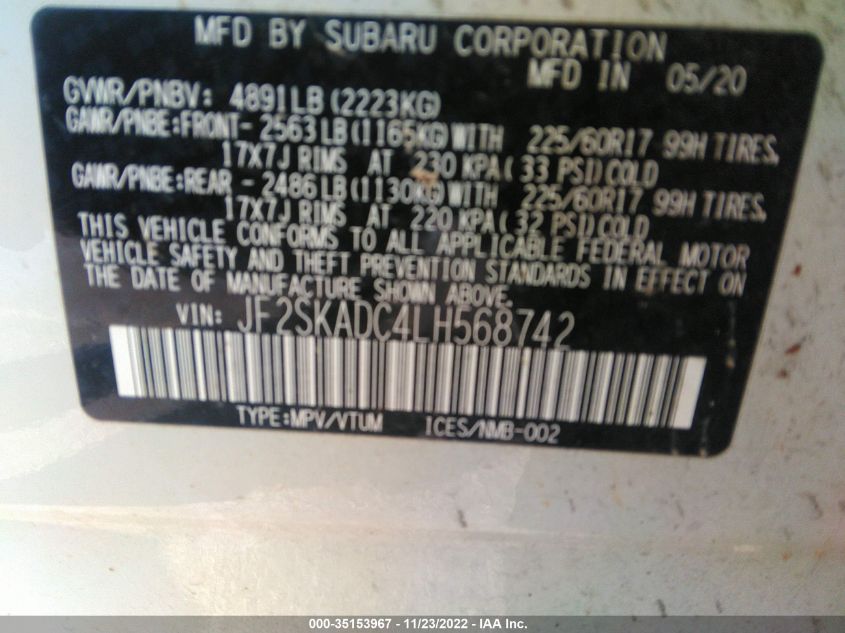 MFD BY SUBARU CORPORATION
MFD IN 05/20
GVWR/PNBV: 4891LB(2223KG)
GAWR/PNBE:FRONT-2563LB(1165KG)WITH 225/60R17 99H TIRES,
17X7J RIMS AT 230 KPA( 33 PSI)COLD
GAWR/PNBE:REAR -2486LB(1130KG)WITH 225/60R17 99H TIRES,
17X7J RIMS AT 220 KPA( 32 PSI)COLD
THIS VEHICLE CONFORMS TO ALL APPLICABLE FEDERAL MOTOR
VEHICLE SAFETY AND THEFT PREVENTION STANDARDS IN EFFECT ON
THE DATE OF MANUFACTURE SHOWN ABOVE.
VIN: JF2SKADC4LH568742
TYPE:MPV/VTUM ICES/NMB-002
000-35153967 - 11/23/2022 - IAA Inc.